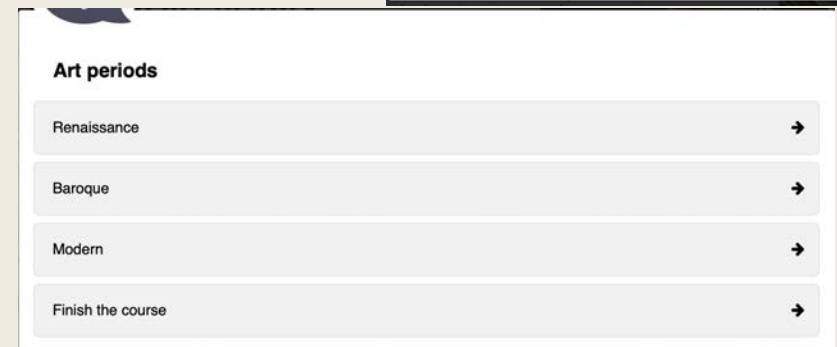 Art periods
Renaissance
Baroque
Modern
Finish the course